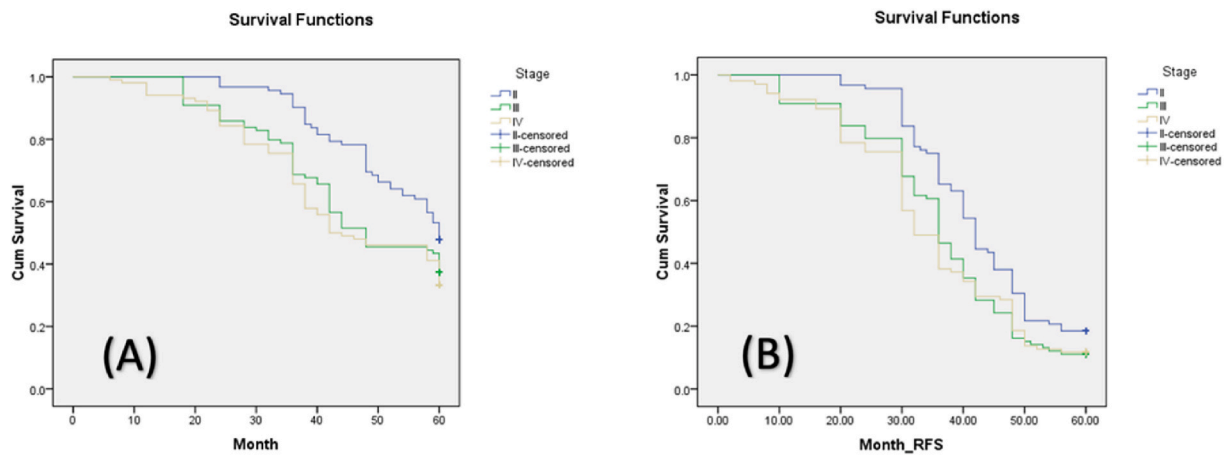 Survival Functions
Cum Survival
1.0
0.8
0.6
0.4
0.2
0.0
0
10
20
30
40
50
60
Month
(A)
Stage
II
III
IV
II-censored
III-censored
IV-censored
Survival Functions
Cum Survival
1.0
0.8
0.6
0.4
0.2
0.0
0.00
10.00
20.00
30.00
40.00
50.00
60.00
Month_RFS
(B)
Stage
II
III
IV
II-censored
III-censored
IV-censored